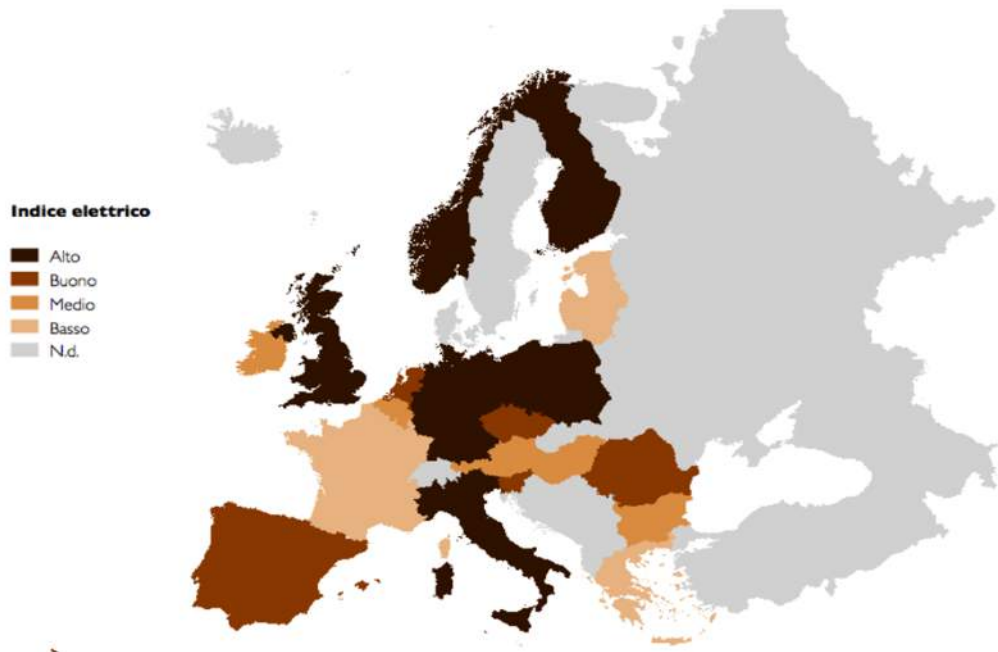 Indice elettrico
Alto
Buono
Medio
Basso
N.d.